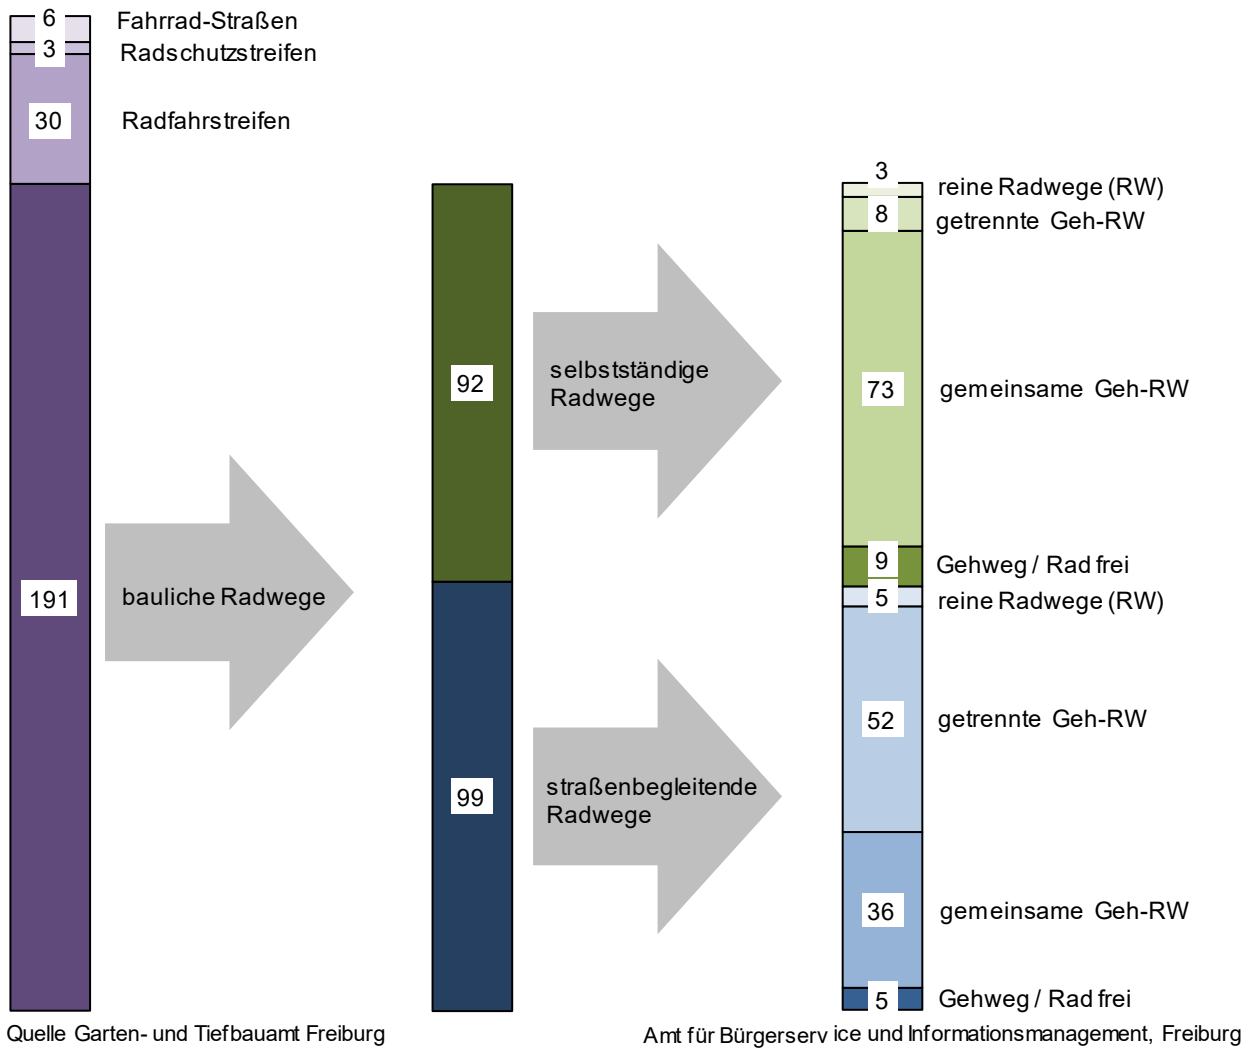 6 Fahrrad-Straßen
3 Radschutzstreifen
30 Radfahrstreifen
191
bauliche Radwege
92
99
selbstständige
Radwege
straßenbegleitende
Radwege
3 reine Radwege (RW)
8 getrennte Geh-RW
73 gemeinsame Geh-RW
9 Gehweg / Rad frei
5 reine Radwege (RW)
52 getrennte Geh-RW
36 gemeinsame Geh-RW
5 Gehweg / Rad frei
Quelle Garten- und Tiefbauamt Freiburg
Amt für Bürgerservice und Informationsmanagement, Freiburg